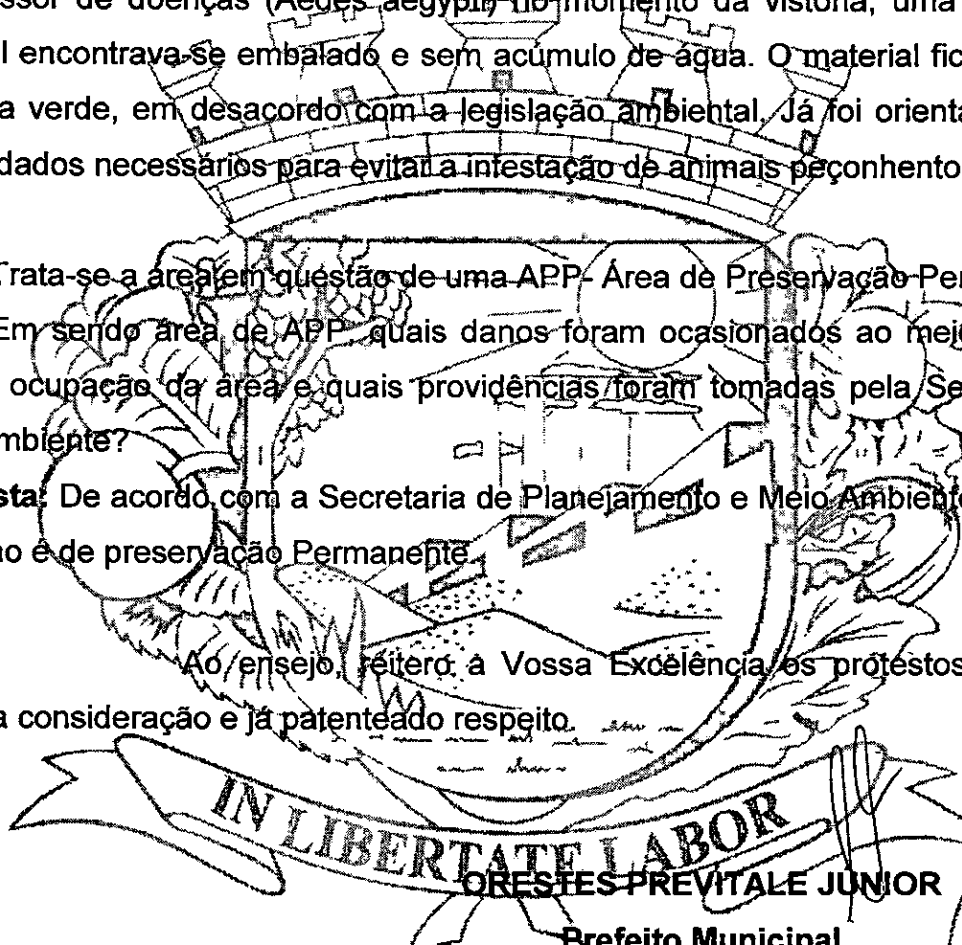 ssor de doenças (Aedes aegypti) no momento da vistoria, uma
l encontrava-se embalado e sem acúmulo de água. O material fic
a verde, em desacordo com a legislação ambiental. Já foi orienta
dados necessários para evitar a infestação de animais peçonhento
Trata-se a área em questão de uma APP- Área de Preservação Per
Em sendo área de APP, quais danos foram ocasionados ao meio
ocupação da área e quais providências foram tomadas pela Se
mbiente?
sta: De acordo com a Secretaria de Planejamento e Meio Ambiente
ão é de preservação Permanente.
Ao ensejo, reitero a Vossa Excelência os protestos
a consideração e já patenteado respeito.
IN LIBERTATE LABOR
ORESTES PREVITALE JUNIOR
Prefeito Municipal